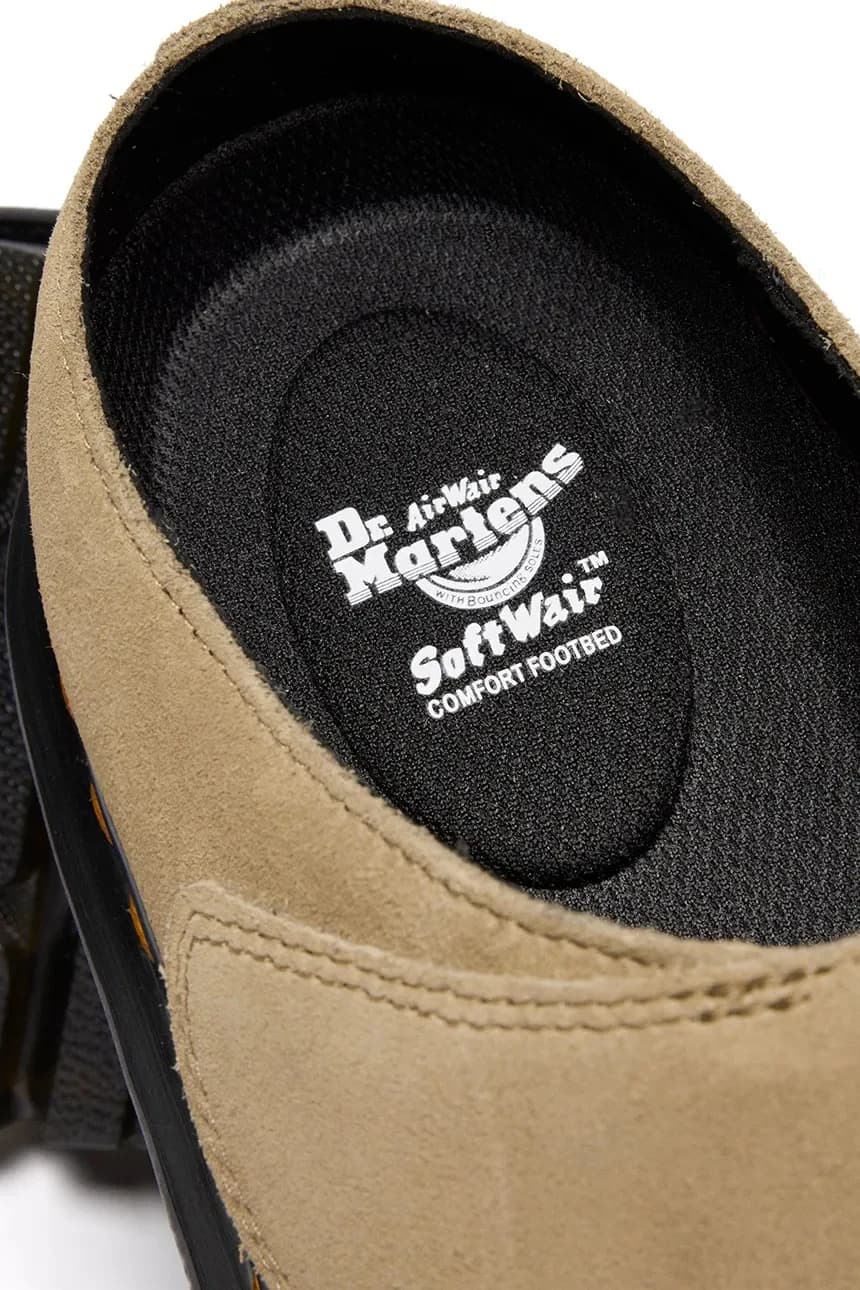 AirWair
Dr. Martens
WITH Bouncing SOLES
SoftWair™
COMFORT FOOTBED